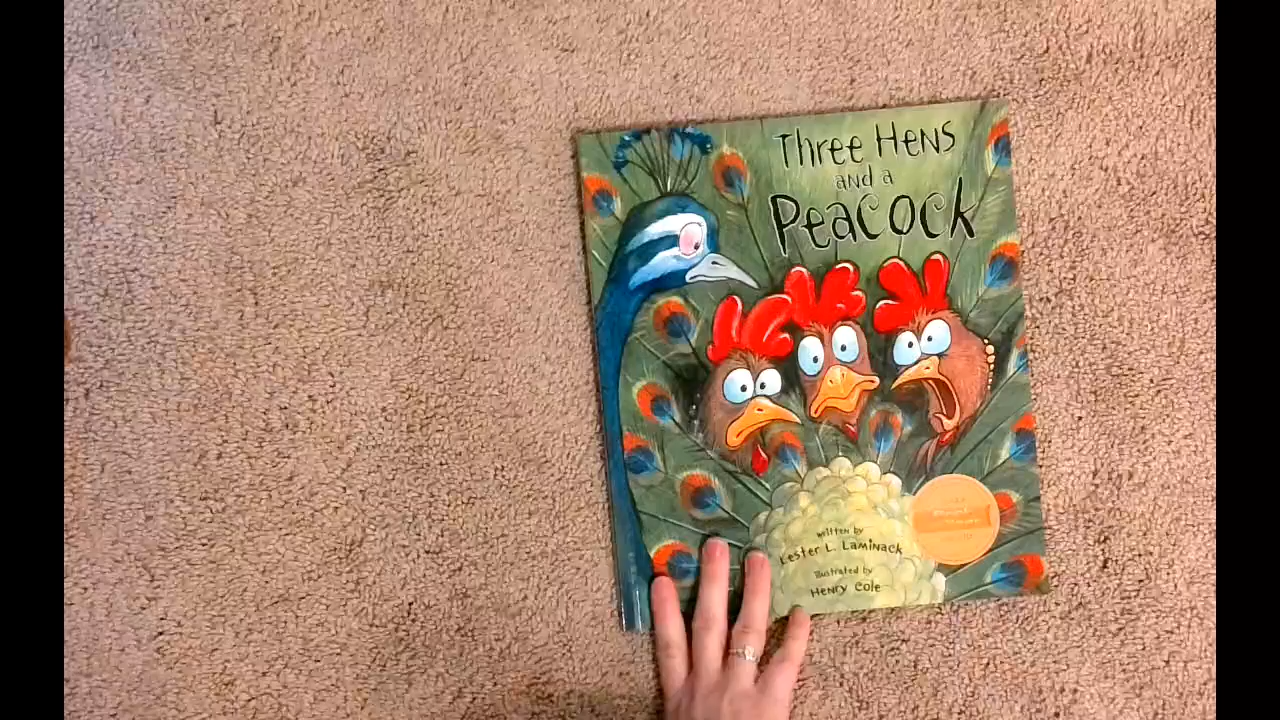 Three Hens
and a
Peacock
written by
Lester L. Laminack
illustrated by
Henry Cole